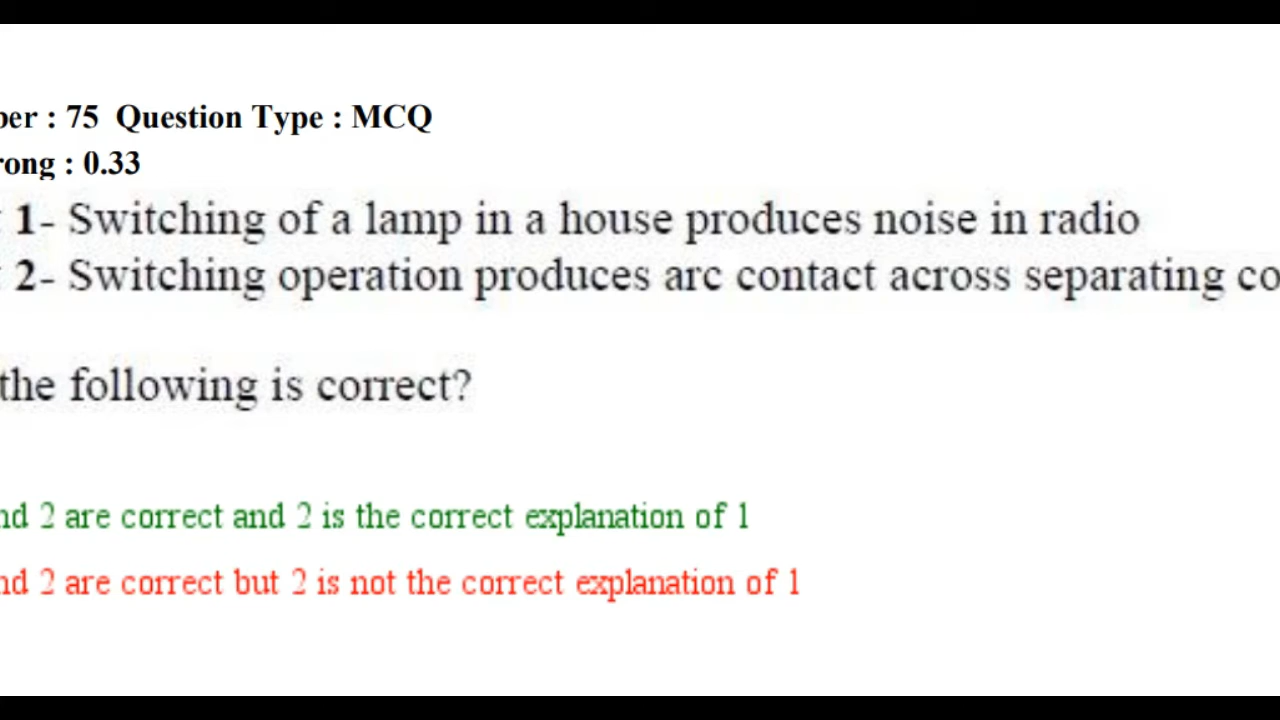 ber : 75 Question Type : MCQ
rong : 0.33
1- Switching of a lamp in a house produces noise in radio
2- Switching operation produces arc contact across separating co
the following is correct?
nd 2 are correct and 2 is the correct explanation of 1
nd 2 are correct but 2 is not the correct explanation of 1